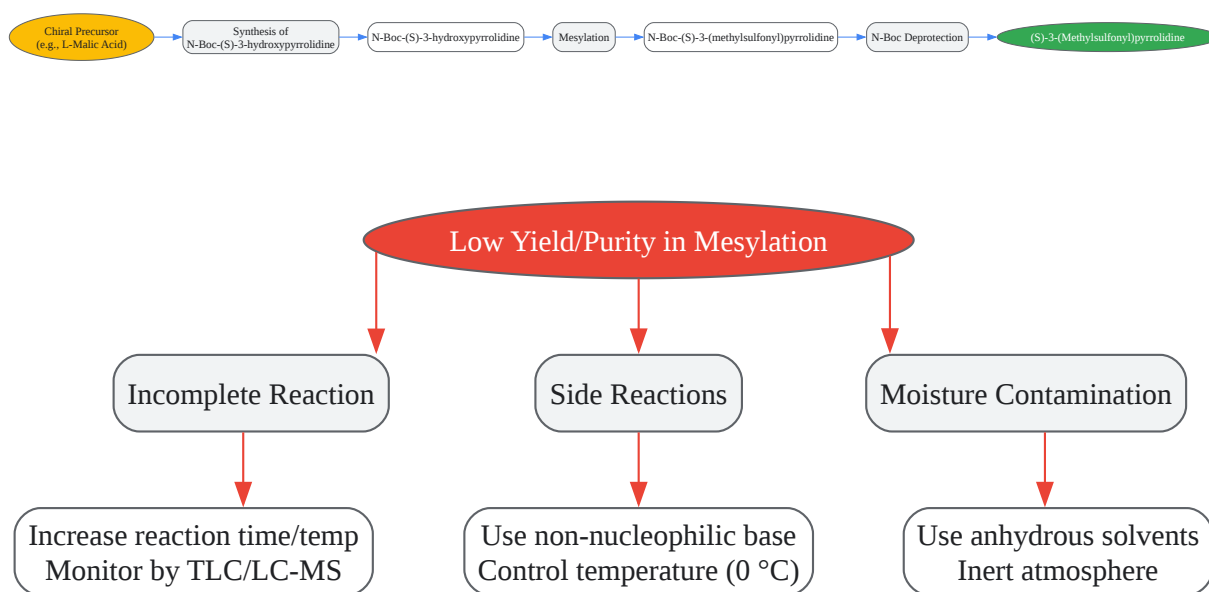 Chiral Precursor
(e.g., L-Malic Acid)
Synthesis of
N-Boc-(S)-3-hydroxypyrrolidine
N-Boc-(S)-3-hydroxypyrrolidine
Mesylation
N-Boc-(S)-3-(methylsulfonyl)pyrrolidine
N-Boc Deprotection
(S)-3-(Methylsulfonyl)pyrrolidine
Low Yield/Purity in Mesylation
Incomplete Reaction
Side Reactions
Moisture Contamination
Increase reaction time/temp
Monitor by TLC/LC-MS
Use non-nucleophilic base
Control temperature (0 °C)
Use anhydrous solvents
Inert atmosphere